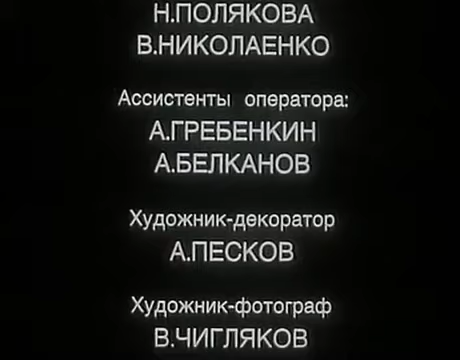 Н.ПОЛЯКОВА
В.НИКОЛАЕНКО
Ассистенты оператора:
А.ГРЕБЕНКИН
А.БЕЛКАНОВ
Художник-декоратор
А.ПЕСКОВ
Художник-фотограф
В.ЧИГЛЯКОВ